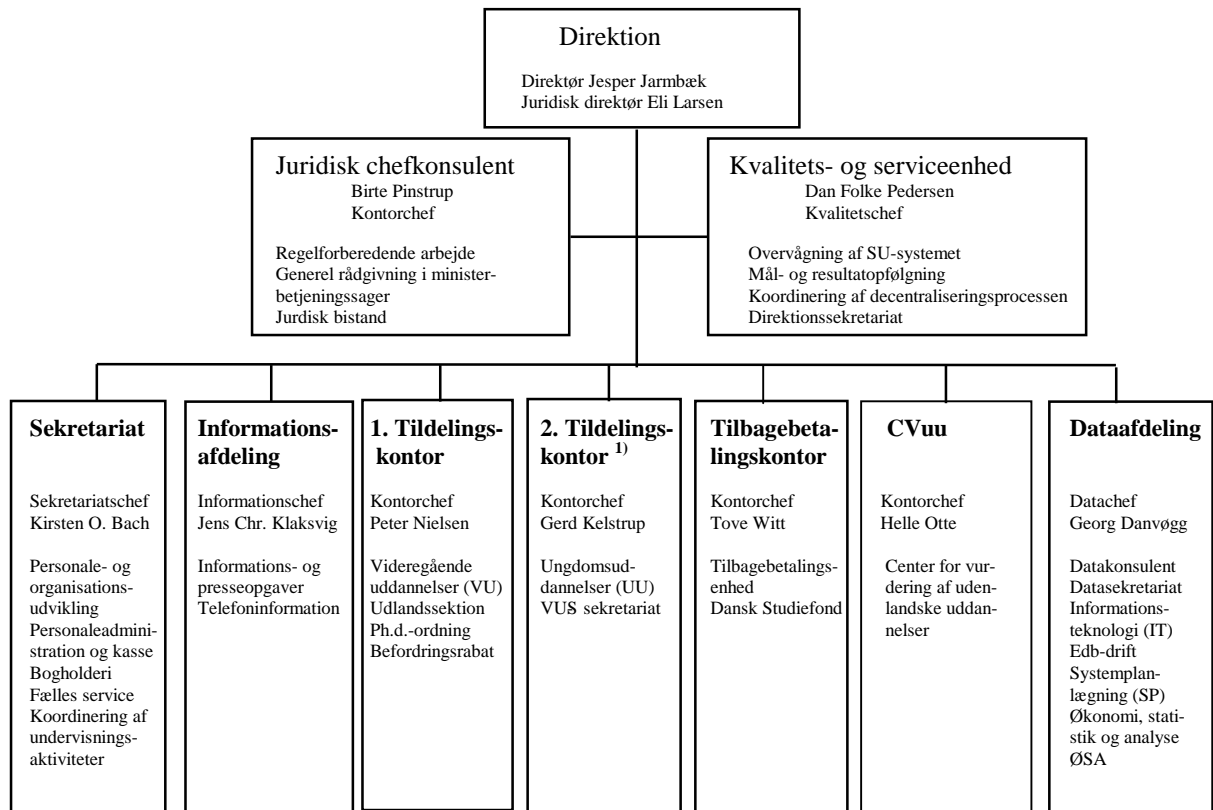 Direktion
Direktør Jesper Jarmbæk
Juridisk direktør Eli Larsen
Juridisk chefkonsulent
Birte Pinstrup
Kontorchef
Regelforberedende arbejde
Generel rådgivning i minister-
betjeningssager
Jurdisk bistand
Kvalitets- og serviceenhed
Dan Folke Pedersen
Kvalitetschef
Overvågning af SU-systemet
Mål- og resultatopfølgning
Koordinering af decentraliseringsprocessen
Direktionssekretariat
Sekretariat
Sekretariatschef
Kirsten O. Bach
Personale- og
organisations-
udvikling
Personaleadmini-
stration og kasse
Bogholderi
Fælles service
Koordinering af
undervisnings-
aktiviteter
Informations-
afdeling
Informationschef
Jens Chr. Klaksvig
Informations- og
presseopgaver
Telefoninformation
1. Tildelings-
kontor
Kontorchef
Peter Nielsen
Videregående
uddannelser (VU)
Udlandssektion
Ph.d.-ordning
Befordringsrabat
2. Tildelings-
kontor 1)
Kontorchef
Gerd Kelstrup
Ungdomsud-
dannelser (UU)
VUS sekretariat
Tilbagebeta-
lingskontor
Kontorchef
Tove Witt
Tilbagebetalings-
enhed
Dansk Studiefond
CVuu
Kontorchef
Helle Otte
Center for vur-
dering af uden-
landske uddan-
nelser
Dataafdeling
Datachef
Georg Danvøgg
Datakonsulent
Datasekretariat
Informations-
teknologi (IT)
Edb-drift
Systemplan-
lægning (SP)
Økonomi, stati-
stik og analyse
ØSA